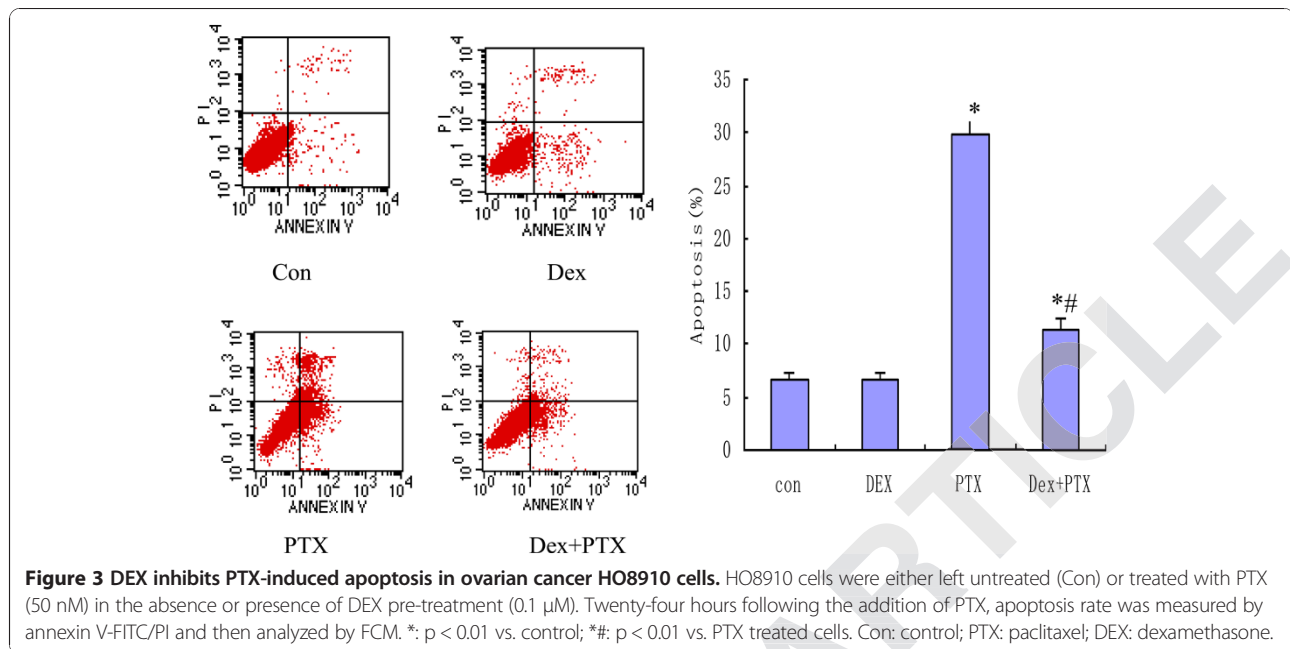 10⁰ 10¹ 10² 10³ 10⁴
PI
10⁰ 10¹ 10² 10³ 10⁴
ANNEXIN V
Con
10⁰ 10¹ 10² 10³ 10⁴
PI
10⁰ 10¹ 10² 10³ 10⁴
ANNEXIN V
Dex
10⁰ 10¹ 10² 10³ 10⁴
PI
10⁰ 10¹ 10² 10³ 10⁴
ANNEXIN V
PTX
10⁰ 10¹ 10² 10³ 10⁴
PI
10⁰ 10¹ 10² 10³ 10⁴
ANNEXIN V
Dex+PTX
Apoptosis(%)
35
30
25
20
15
10
5
0
*
*#
con DEX PTX Dex+PTX
ARTICLE
Figure 3 DEX inhibits PTX-induced apoptosis in ovarian cancer HO8910 cells. HO8910 cells were either left untreated (Con) or treated with PTX
(50 nM) in the absence or presence of DEX pre-treatment (0.1 μM). Twenty-four hours following the addition of PTX, apoptosis rate was measured by
annexin V-FITC/PI and then analyzed by FCM. *: p < 0.01 vs. control; *#: p < 0.01 vs. PTX treated cells. Con: control; PTX: paclitaxel; DEX: dexamethasone.